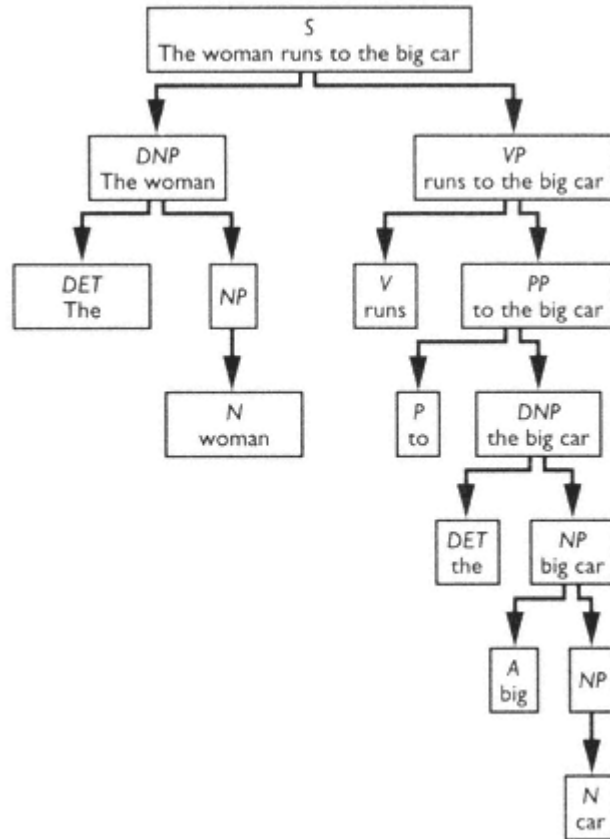 S
The woman runs to the big car
DNP
The woman
VP
runs to the big car
DET
The
NP
V
runs
PP
to the big car
N
woman
P
to
DNP
the big car
DET
the
NP
big car
A
big
NP
N
car